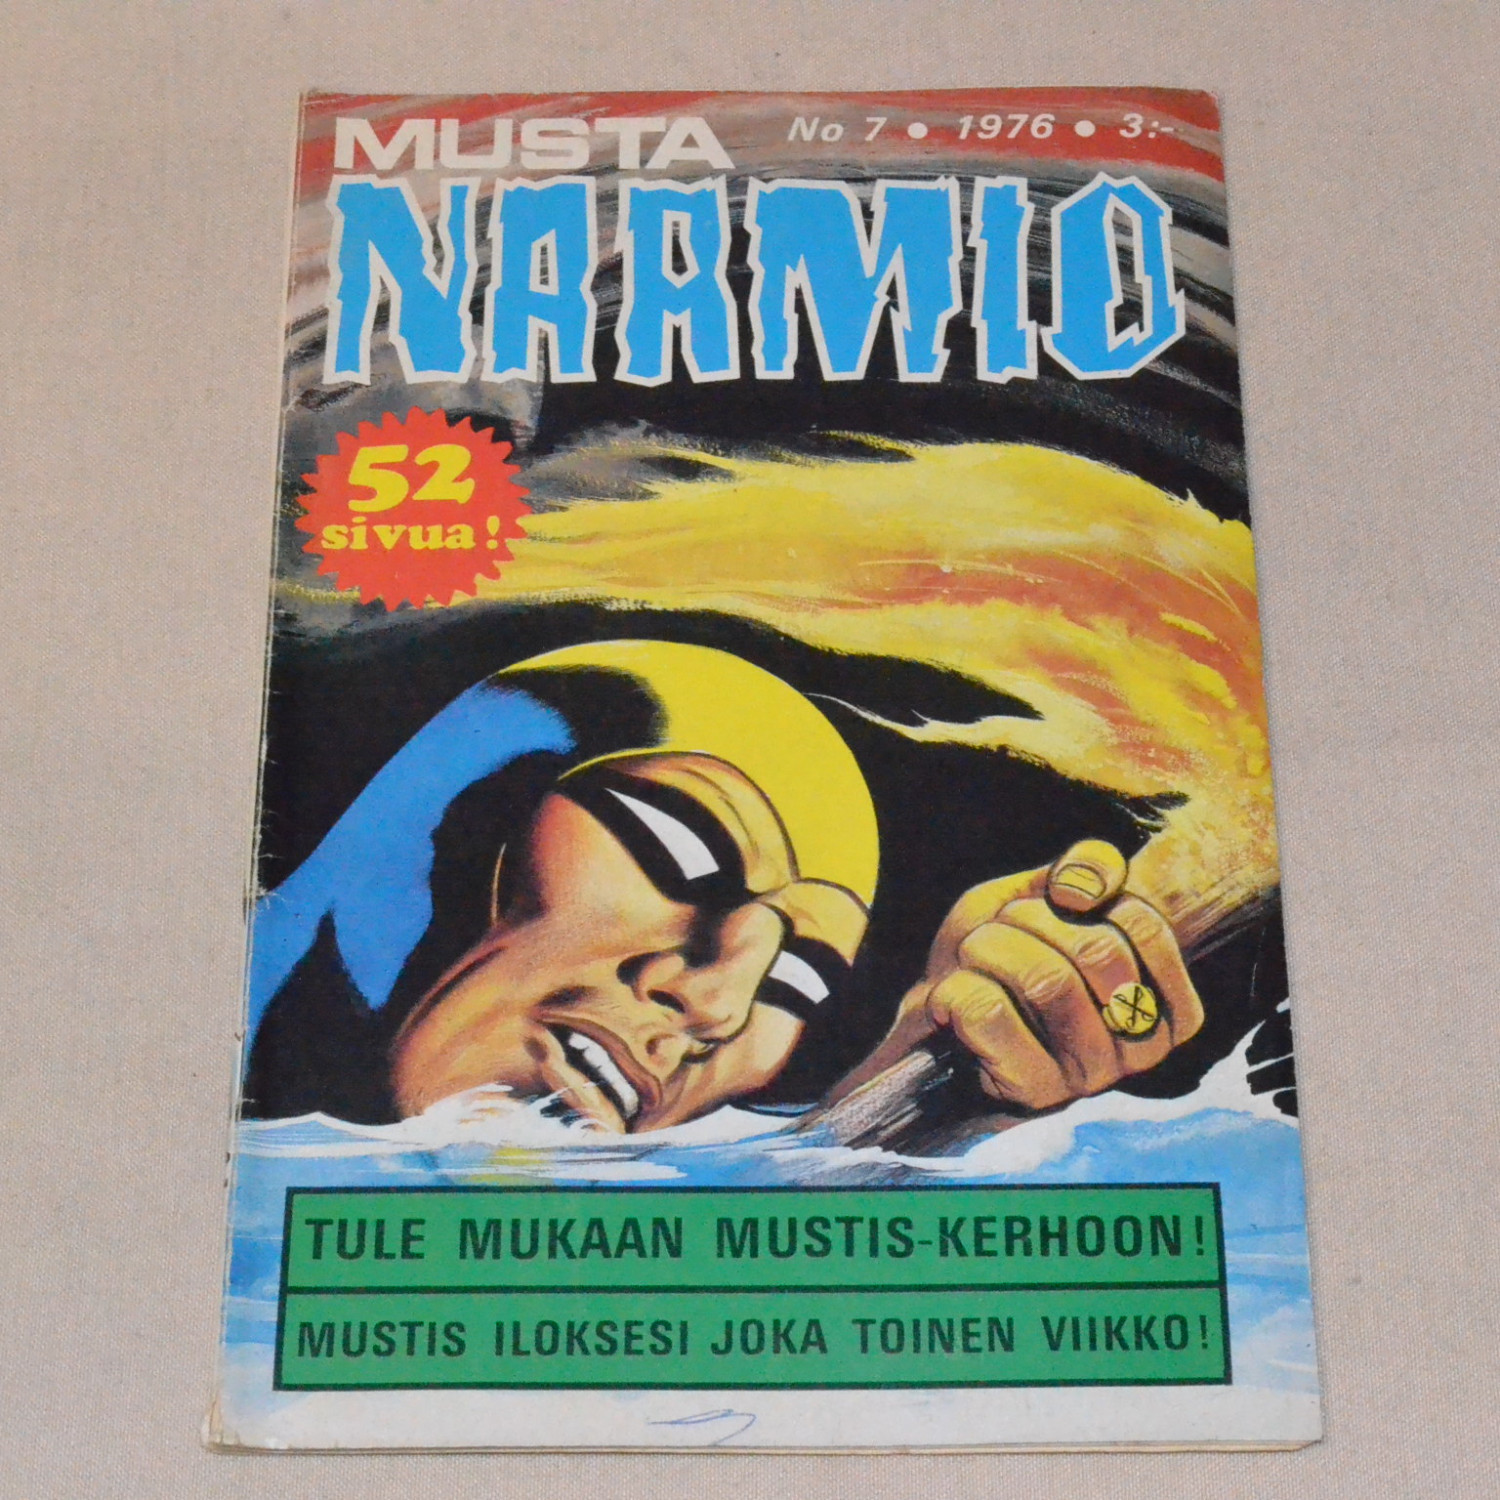 MUSTA
No 7 • 1976 • 3:-
NAAMIO
52
sivua!
TULE MUKAAN MUSTIS-KERHOON!
MUSTIS ILOKSESI JOKA TOINEN VIIKKO!